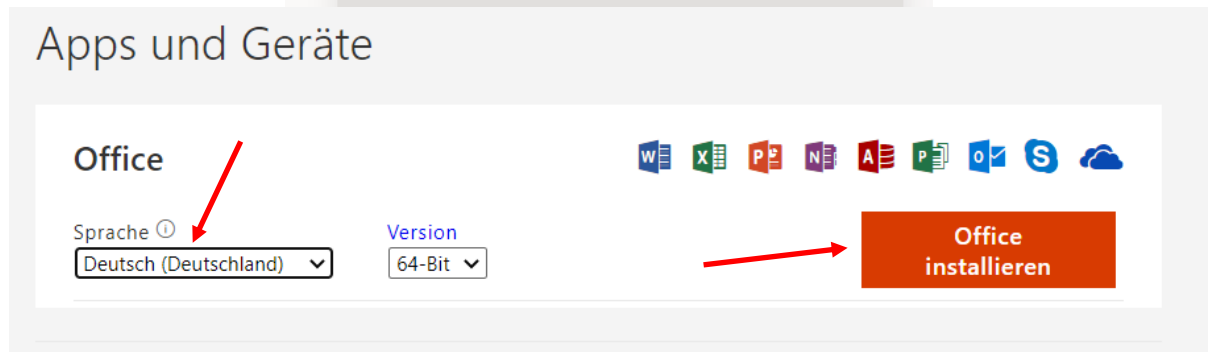 Apps und Geräte
Office
Sprache
Version
Deutsch (Deutschland)
64-Bit
Office
installieren